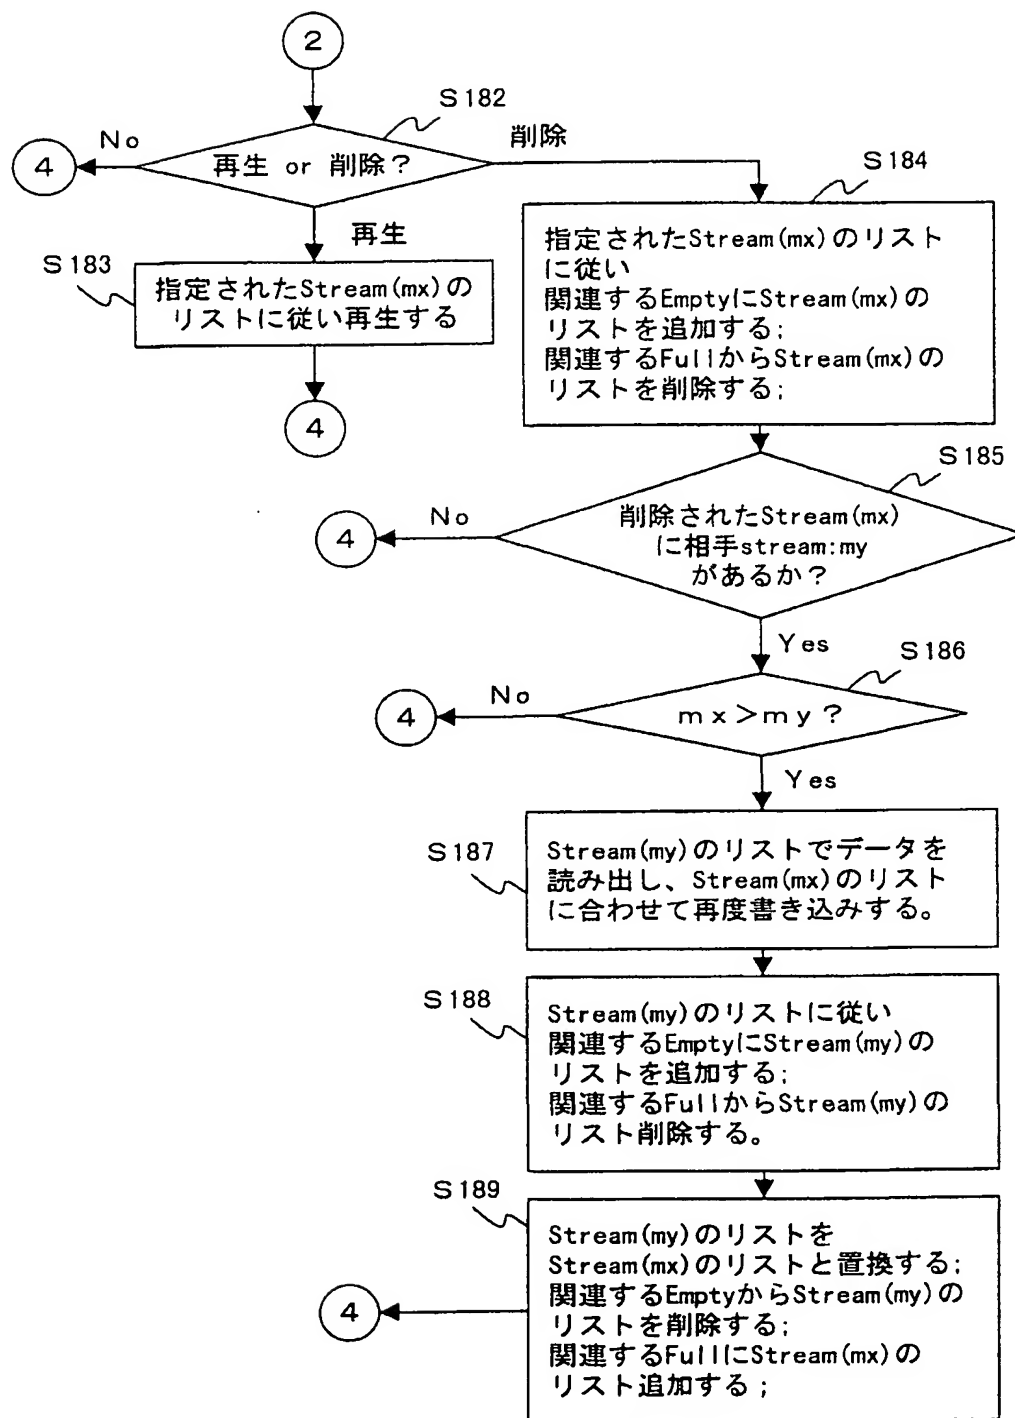 2
S182
No
再生 or 削除?
削除
4
再生
S184
S183
指定されたStream(mx)の
リストに従い再生する
指定されたStream(mx)のリスト
に従い
関連するEmptyにStream(mx)の
リストを追加する;
関連するFullからStream(mx)の
リストを削除する;
4
S185
No
4
削除されたStream(mx)
に相手stream:my
があるか?
Yes
S186
No
4
mx>my?
Yes
S187
Stream(my)のリストでデータを
読み出し、Stream(mx)のリスト
に合わせて再度書き込みする。
S188
Stream(my)のリストに従い
関連するEmptyにStream(my)の
リストを追加する;
関連するFullからStream(my)の
リスト削除する。
S189
Stream(my)のリストを
Stream(mx)のリストと置換する;
関連するEmptyからStream(my)の
リストを削除する;
関連するFullにStream(mx)の
リスト追加する;
4